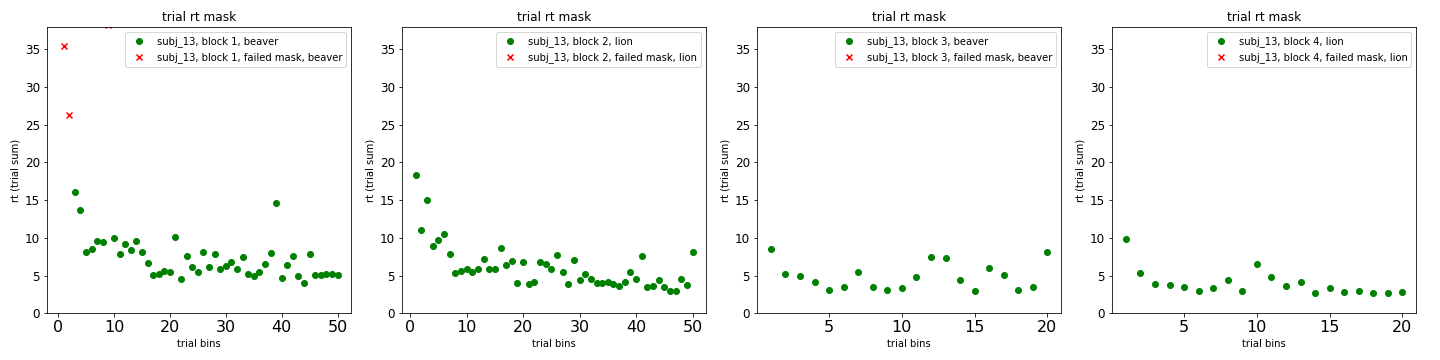 trial rt mask
subj_13, block 1, beaver
subj_13, block 1, failed mask, beaver
rt (trial sum)
35
30
25
20
15
10
5
0
0 10 20 30 40 50
trial bins
trial rt mask
subj_13, block 2, lion
subj_13, block 2, failed mask, lion
rt (trial sum)
35
30
25
20
15
10
5
0
0 10 20 30 40 50
trial bins
trial rt mask
subj_13, block 3, beaver
subj_13, block 3, failed mask, beaver
rt (trial sum)
35
30
25
20
15
10
5
0
5 10 15 20
trial bins
trial rt mask
subj_13, block 4, lion
subj_13, block 4, failed mask, lion
rt (trial sum)
35
30
25
20
15
10
5
0
5 10 15 20
trial bins